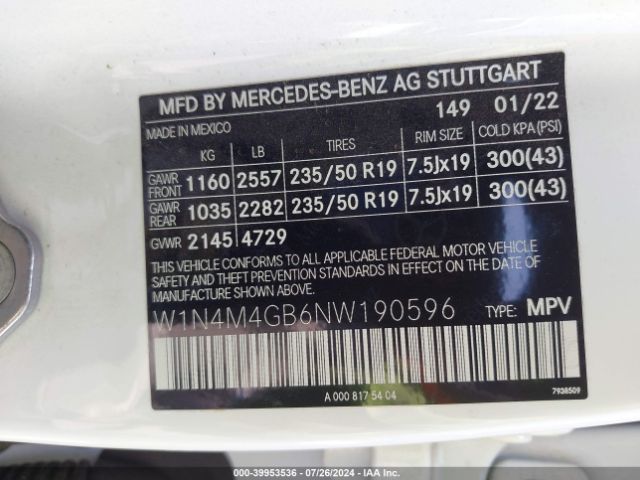 MFD BY MERCEDES-BENZ AG STUTTGART
149 01/22
MADE IN MEXICO
KG LB TIRES RIM SIZE COLD KPA(PSI)
GAWR FRONT 1160 2557 235/50 R19 7.5Jx19 300(43)
GAWR REAR 1035 2282 235/50 R19 7.5Jx19 300(43)
GVWR 2145 4729
THIS VEHICLE CONFORMS TO ALL APPLICABLE FEDERAL MOTOR VEHICLE
SAFETY AND THEFT PREVENTION STANDARDS IN EFFECT ON THE DATE
OF MANUFACTURE SHOWN ABOVE.
W1N4M4GB6NW190596 TYPE: MPV
A 000 817 54 04
7938509
000-39953536 | 07/26/2024 | IAA Inc.